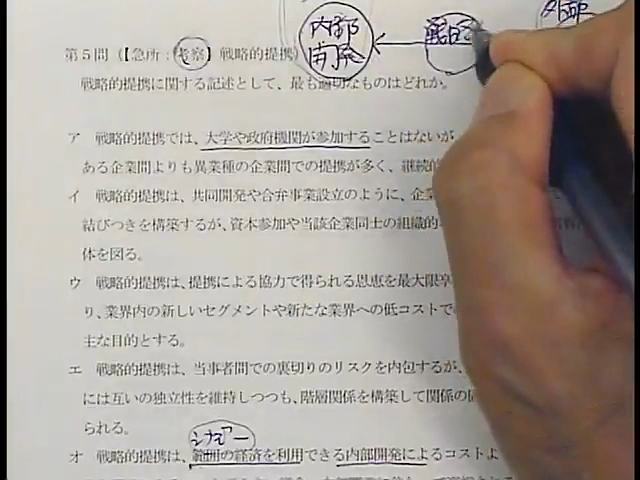 内部 開発
戦略
外部
第5問(【急所:考察】戦略的提携)
戦略的提携に関する記述として、最も適切なものはどれか。
ア 戦略的提携では、大学や政府機関が参加することはないが
ある企業間よりも異業種の企業間での提携が多く、継続的
イ 戦略的提携は、共同開発や合弁事業設立のように、企業
結びつきを構築するが、資本参加や当該企業同士の組織的
体を図る。
ウ 戦略的提携は、提携による協力で得られる恩恵を最大限享
り、業界内の新しいセグメントや新たな業界への低コストで
主な目的とする。
エ 戦略的提携は、当事者間での裏切りのリスクを内包するが、
には互いの独立性を維持しつつも、階層関係を構築して関係の固
られる。
シナジー
オ 戦略的提携は、範囲の経済を利用できる内部開発によるコストよ